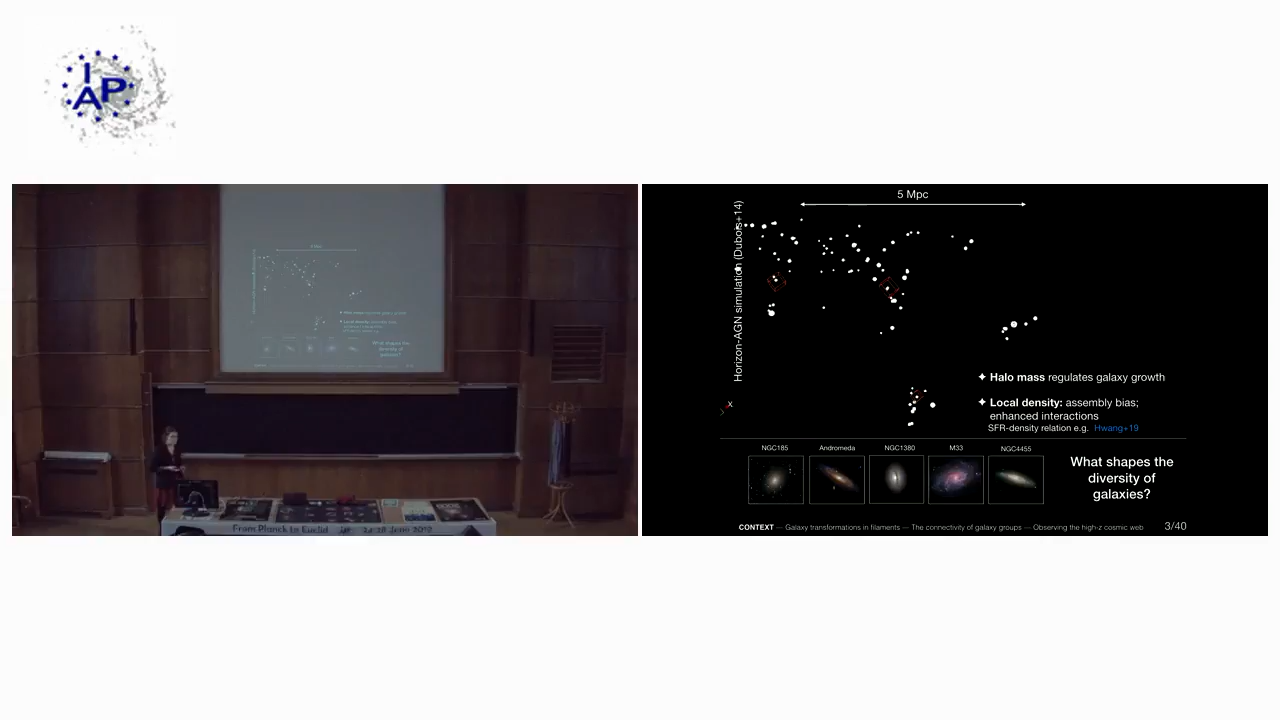 I
A P
5 Mpc
Horizon-AGN simulation (Dubois+14)
✦ Halo mass regulates galaxy growth
✦ Local density: assembly bias;
enhanced interactions
SFR-density relation e.g. Hwang+19
X
NGC185 Andromeda NGC1380 M33 NGC4455
What shapes the
diversity of
galaxies?
CONTEXT — Galaxy transformations in filaments — The connectivity of galaxy groups — Observing the high-z cosmic web 3/40
From Planck to Euclid